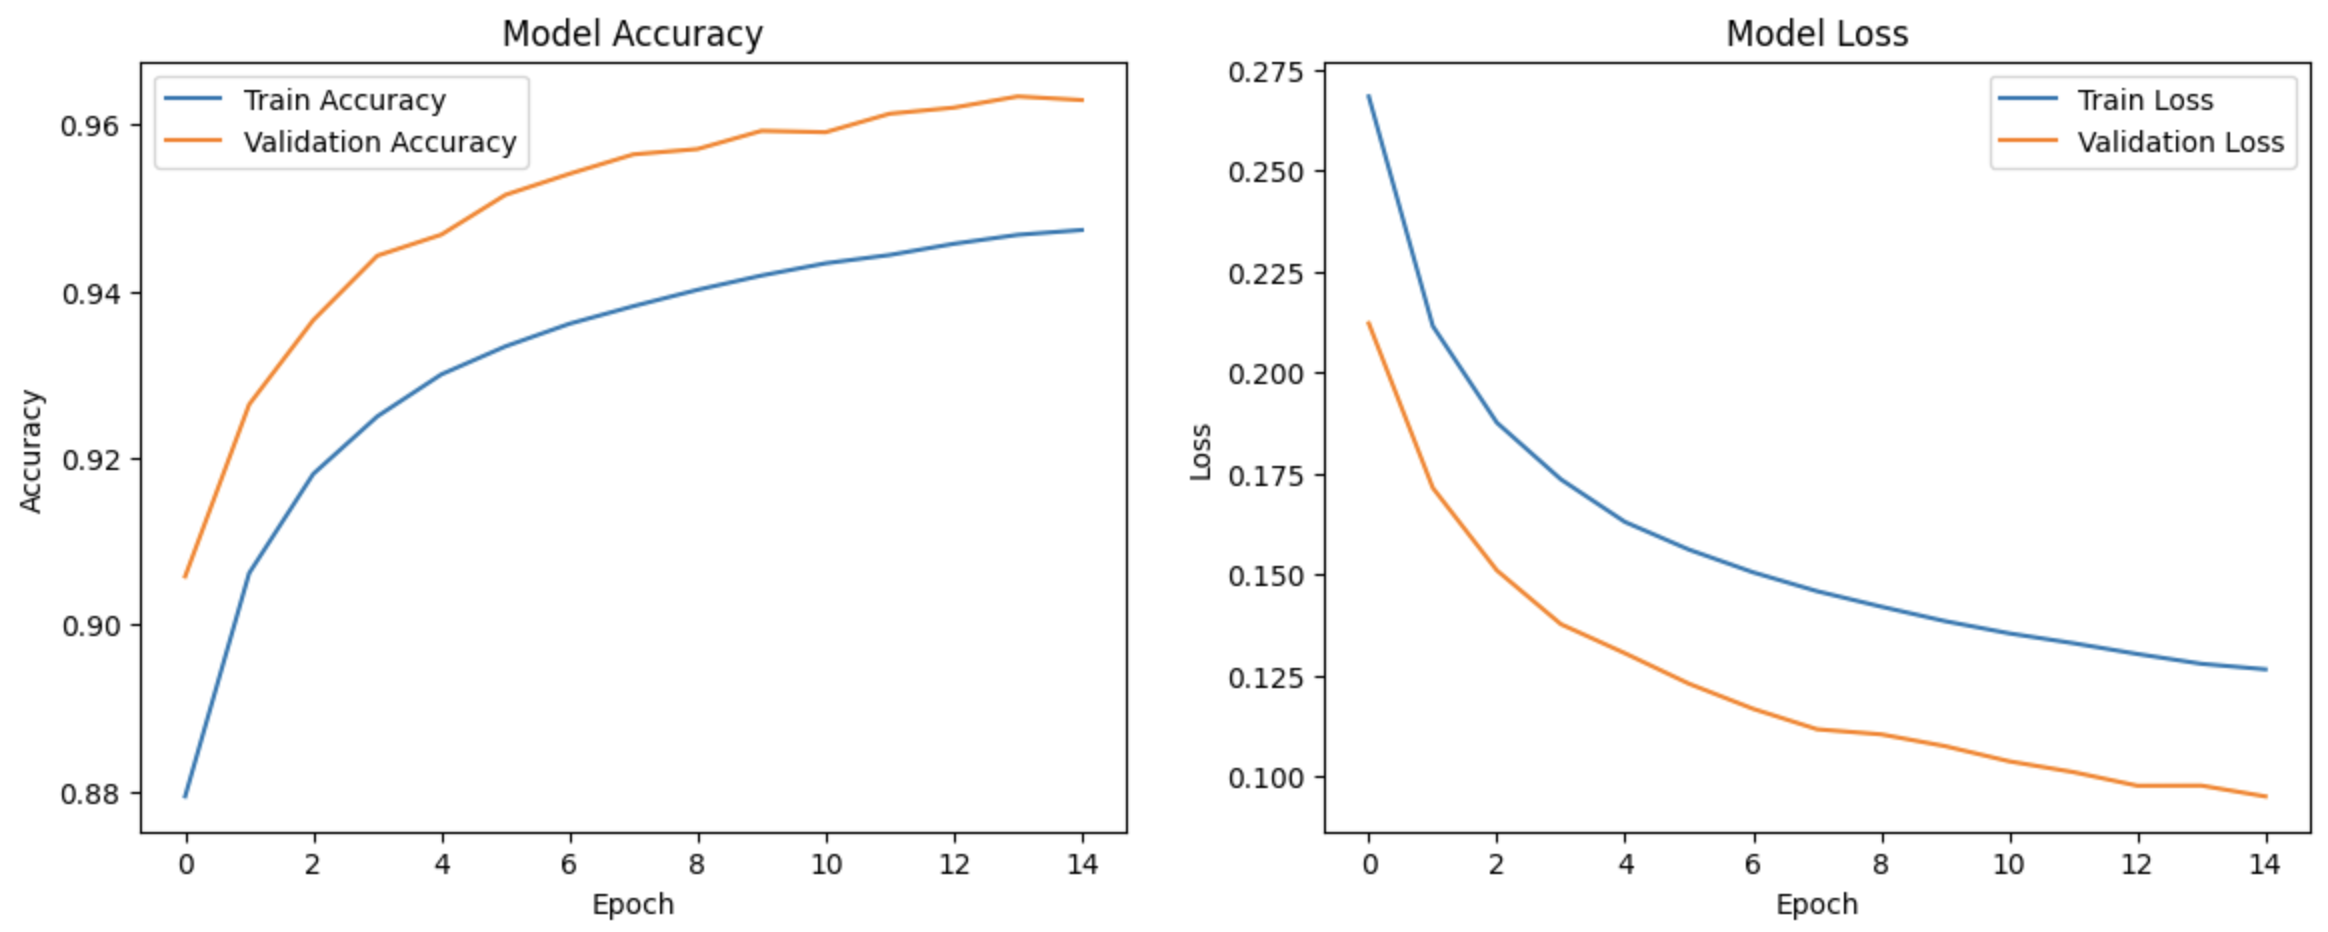 Model Accuracy
Train Accuracy
Validation Accuracy
0.96
0.94
0.92
0.90
0.88
Accuracy
0 2 4 6 8 10 12 14
Epoch
Model Loss
Train Loss
Validation Loss
0.275
0.250
0.225
0.200
0.175
0.150
0.125
0.100
Loss
0 2 4 6 8 10 12 14
Epoch